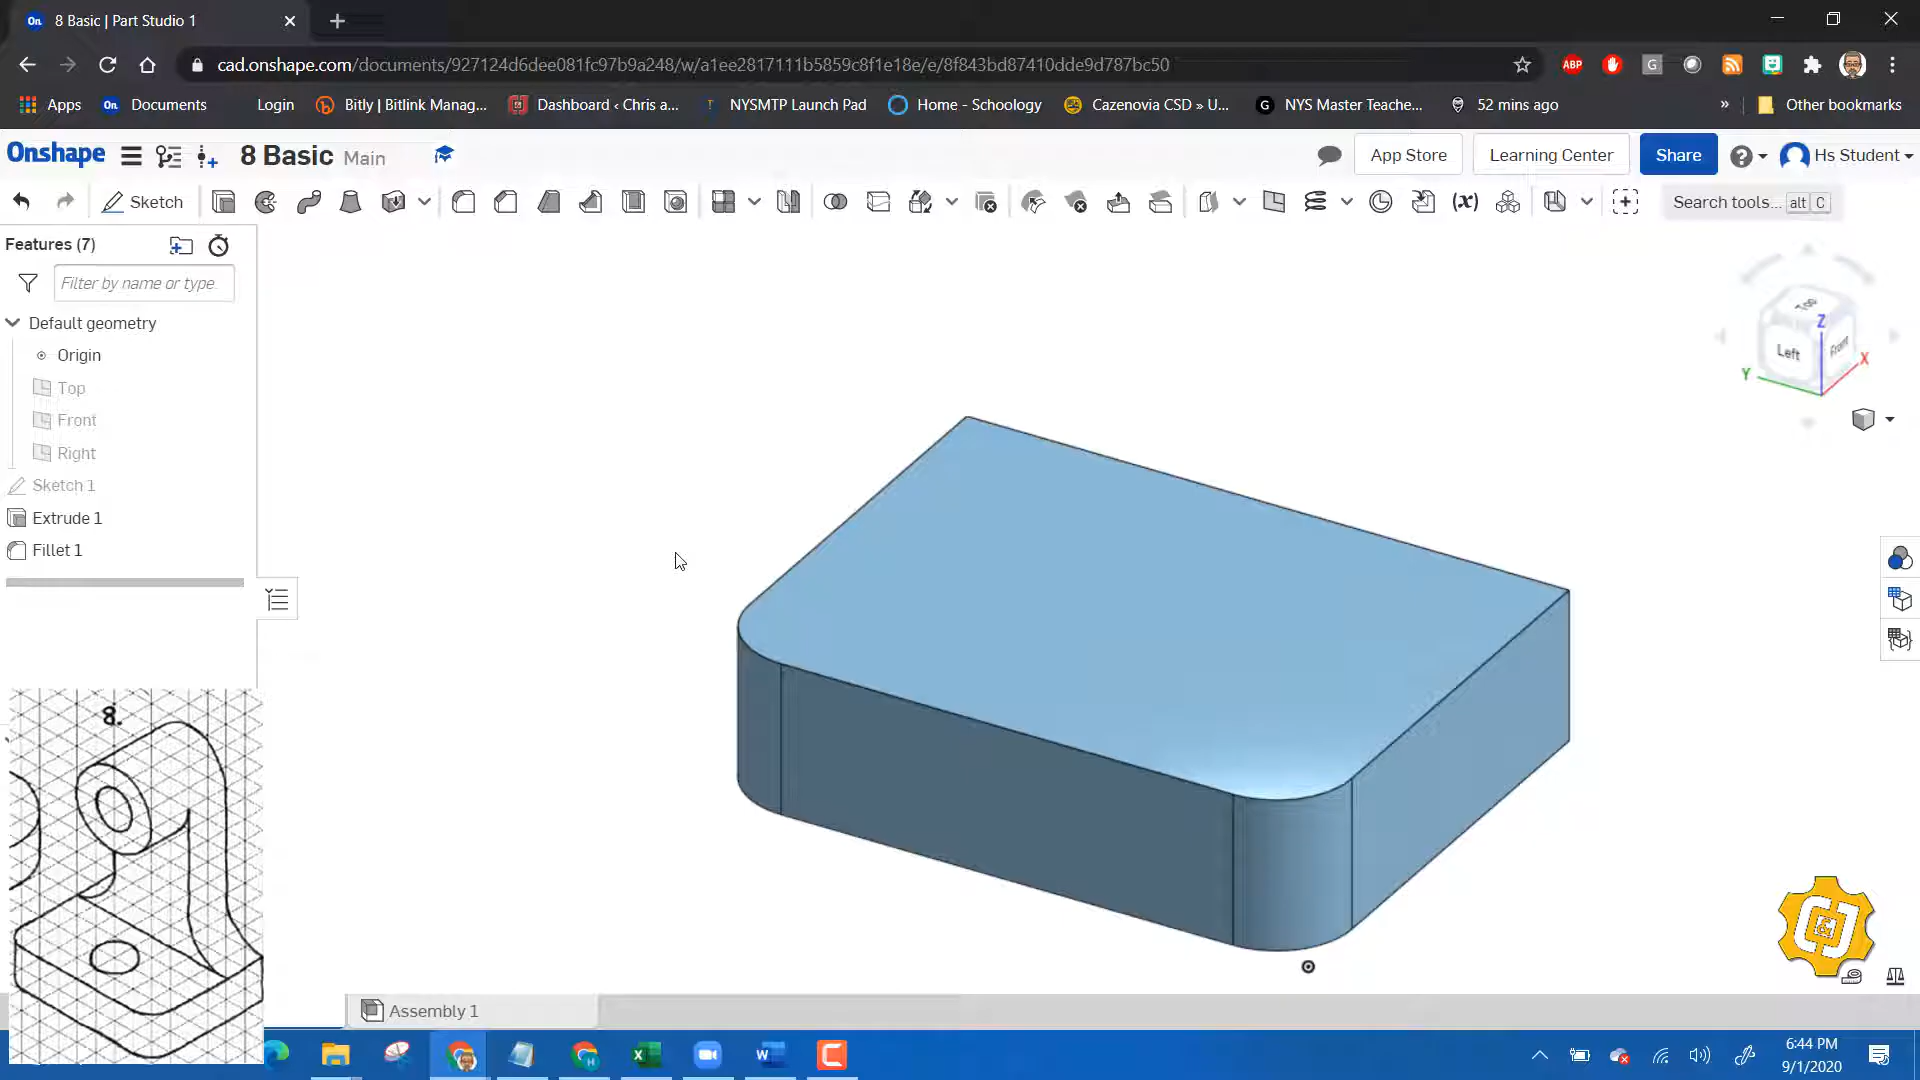 On 8 Basic | Part Studio 1
cad.onshape.com/documents/927124d6dee081fc97b9a248/w/a1ee2817111b5859c8f1e18e/e/8f843bd87410dde9d787bc50
ABP G
Apps On Documents Login Bitly | Bitlink Manag... Dashboard ‹ Chris a... NYSMTP Launch Pad Home - Schoology Cazenovia CSD » U... G NYS Master Teache... 52 mins ago » Other bookmarks
Onshape 8 Basic Main App Store Learning Center Share Hs Student
Sketch (x) Search tools... alt C
Features (7)
Filter by name or type
Default geometry
Origin
Top
Front
Right
Sketch 1
Extrude 1
Fillet 1
Top
Left
Front
Z
X
Y
8.
Assembly 1
6:44 PM
9/1/2020